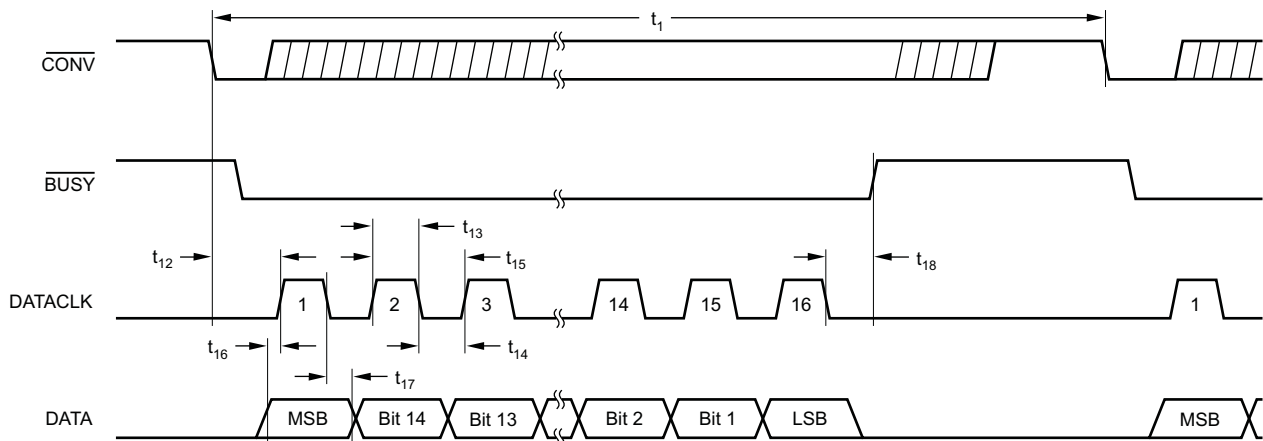 t1
CONV
BUSY
t13
t12
t15
t18
DATACLK
1
2
3
14
15
16
1
t16
t14
t17
DATA
MSB
Bit 14
Bit 13
Bit 2
Bit 1
LSB
MSB